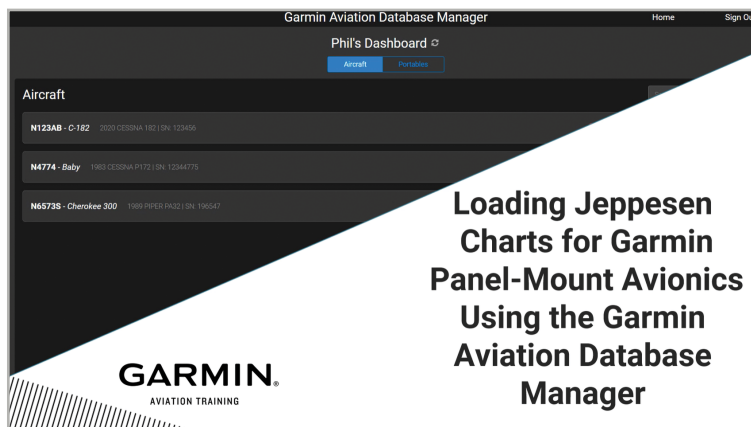 Garmin Aviation Database Manager
Home
Sign Ou
Phil's Dashboard
Aircraft
Portables
Aircraft
N123AB - C-182 2020 CESSNA 182 | SN: 123456
N4774 - Baby 1983 CESSNA P172 | SN: 12344775
N6573S - Cherokee 300 1989 PIPER PA32 | SN: 196547
Loading Jeppesen
Charts for Garmin
Panel-Mount Avionics
Using the Garmin
Aviation Database
Manager
GARMIN®
AVIATION TRAINING